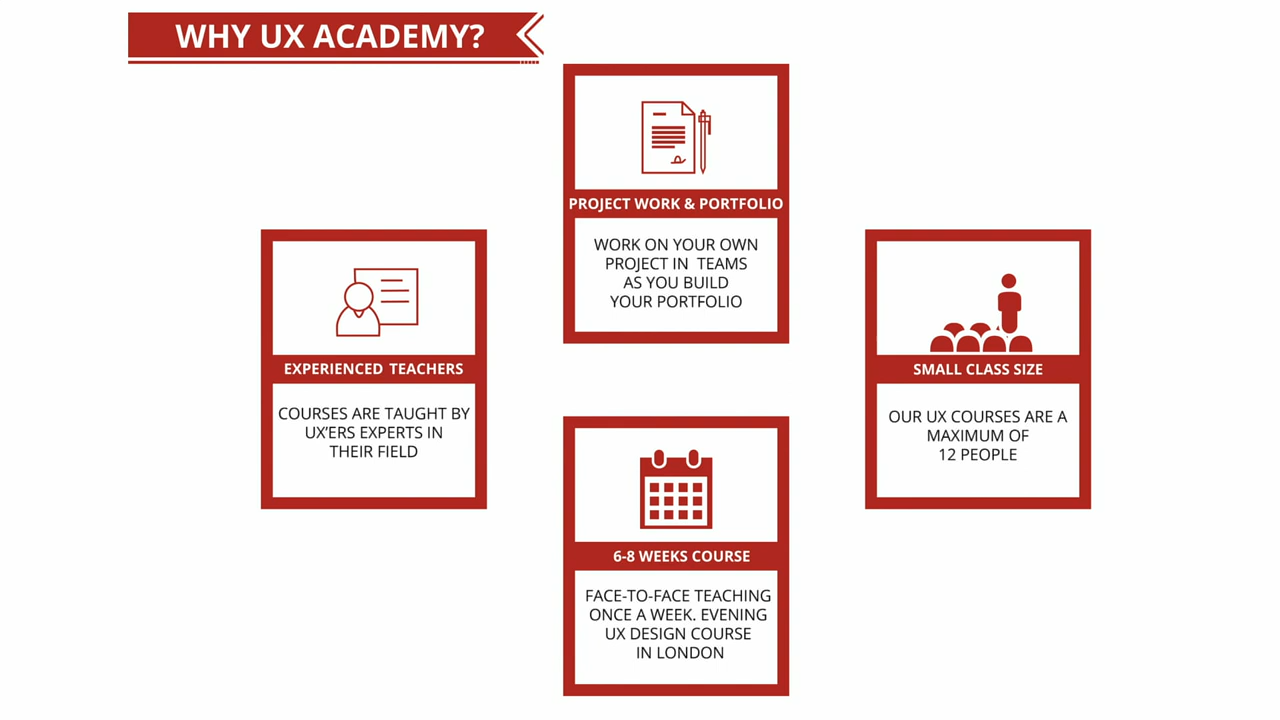 WHY UX ACADEMY?
PROJECT WORK & PORTFOLIO
WORK ON YOUR OWN
PROJECT IN TEAMS
AS YOU BUILD
YOUR PORTFOLIO
EXPERIENCED TEACHERS
COURSES ARE TAUGHT BY
UX'ERS EXPERTS IN
THEIR FIELD
SMALL CLASS SIZE
OUR UX COURSES ARE A
MAXIMUM OF
12 PEOPLE
6-8 WEEKS COURSE
FACE-TO-FACE TEACHING
ONCE A WEEK. EVENING
UX DESIGN COURSE
IN LONDON